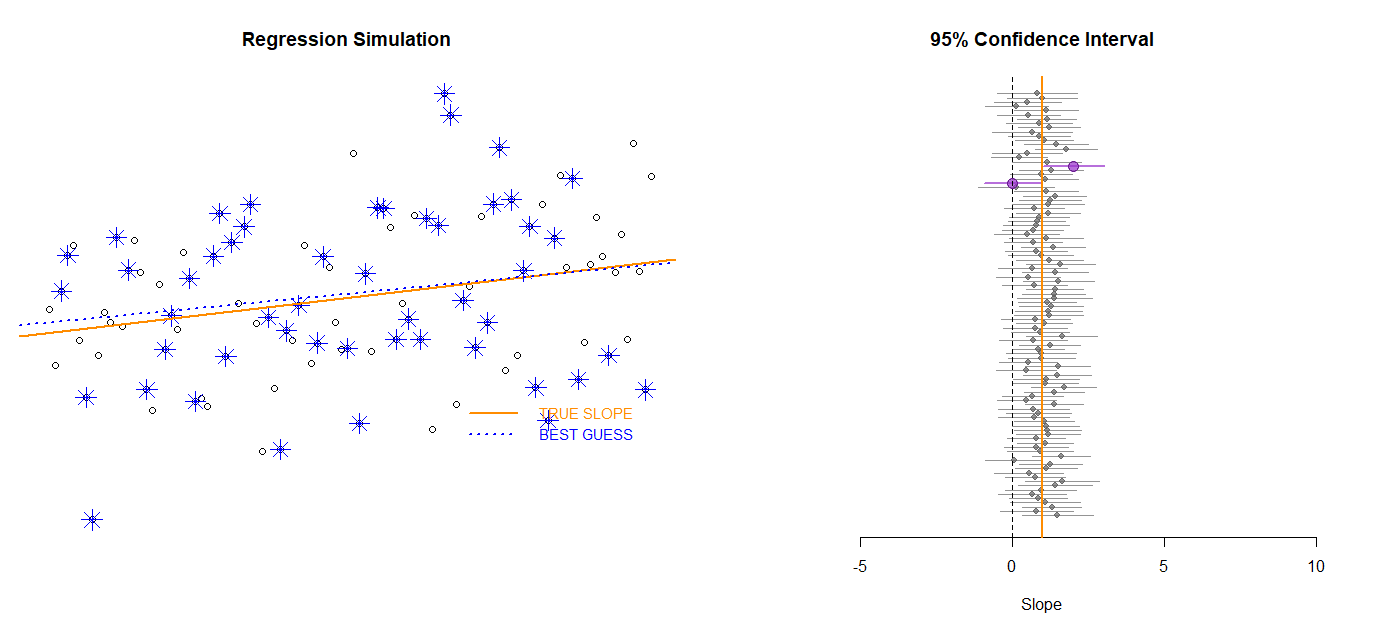 Regression Simulation
TRUE SLOPE
BEST GUESS
95% Confidence Interval
-5 0 5 10
Slope